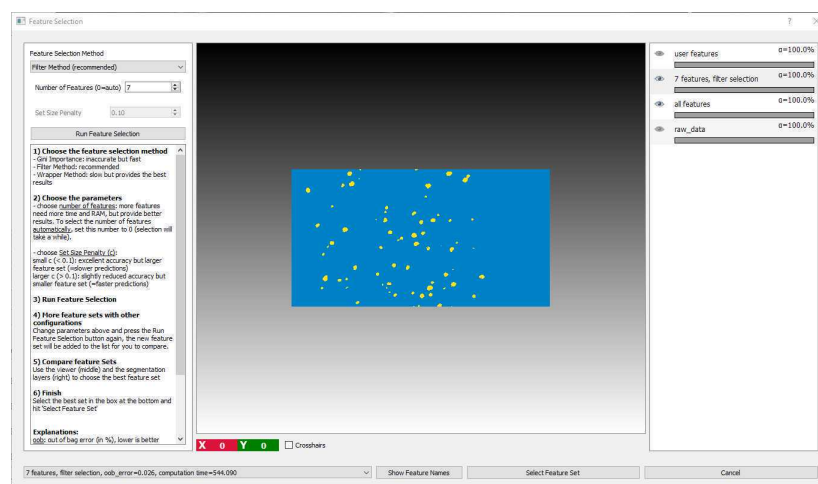 Feature Selection
Feature Selection Method
Filter Method (recommended)
Number of Features (0=auto) 7
Set Size Penalty 0.10
Run Feature Selection
1) Choose the feature selection method
- Gini Importance: inaccurate but fast
- Filter Method: recommended
- Wrapper Method: slow but provides the best
results
2) Choose the parameters
- choose number of features: more features
need more time and RAM, but provide better
results. To select the number of features
automatically, set this number to 0 (selection will
take a while).
- choose Set Size Penalty (c):
small c (< 0.1): excellent accuracy but larger
feature set (=slower predictions)
larger c (> 0.1): slightly reduced accuracy but
smaller feature set (=faster predictions)
3) Run Feature Selection
4) More feature sets with other
configurations
Change parameters above and press the Run
Feature Selection button again, the new feature
set will be added to the list for you to compare.
5) Compare feature Sets
Use the viewer (middle) and the segmentation
layers (right) to choose the best feature set
6) Finish
Select the best set in the box at the bottom and
hit 'Select Feature Set'
Explanations:
oob: out of bag error (in %), lower is better
X 0 Y 0 Crosshairs
user features α=100.0%
7 features, filter selection α=100.0%
all features α=100.0%
raw_data α=100.0%
7 features, filter selection, oob_error=0.026, computation time=544.090
Show Feature Names
Select Feature Set
Cancel